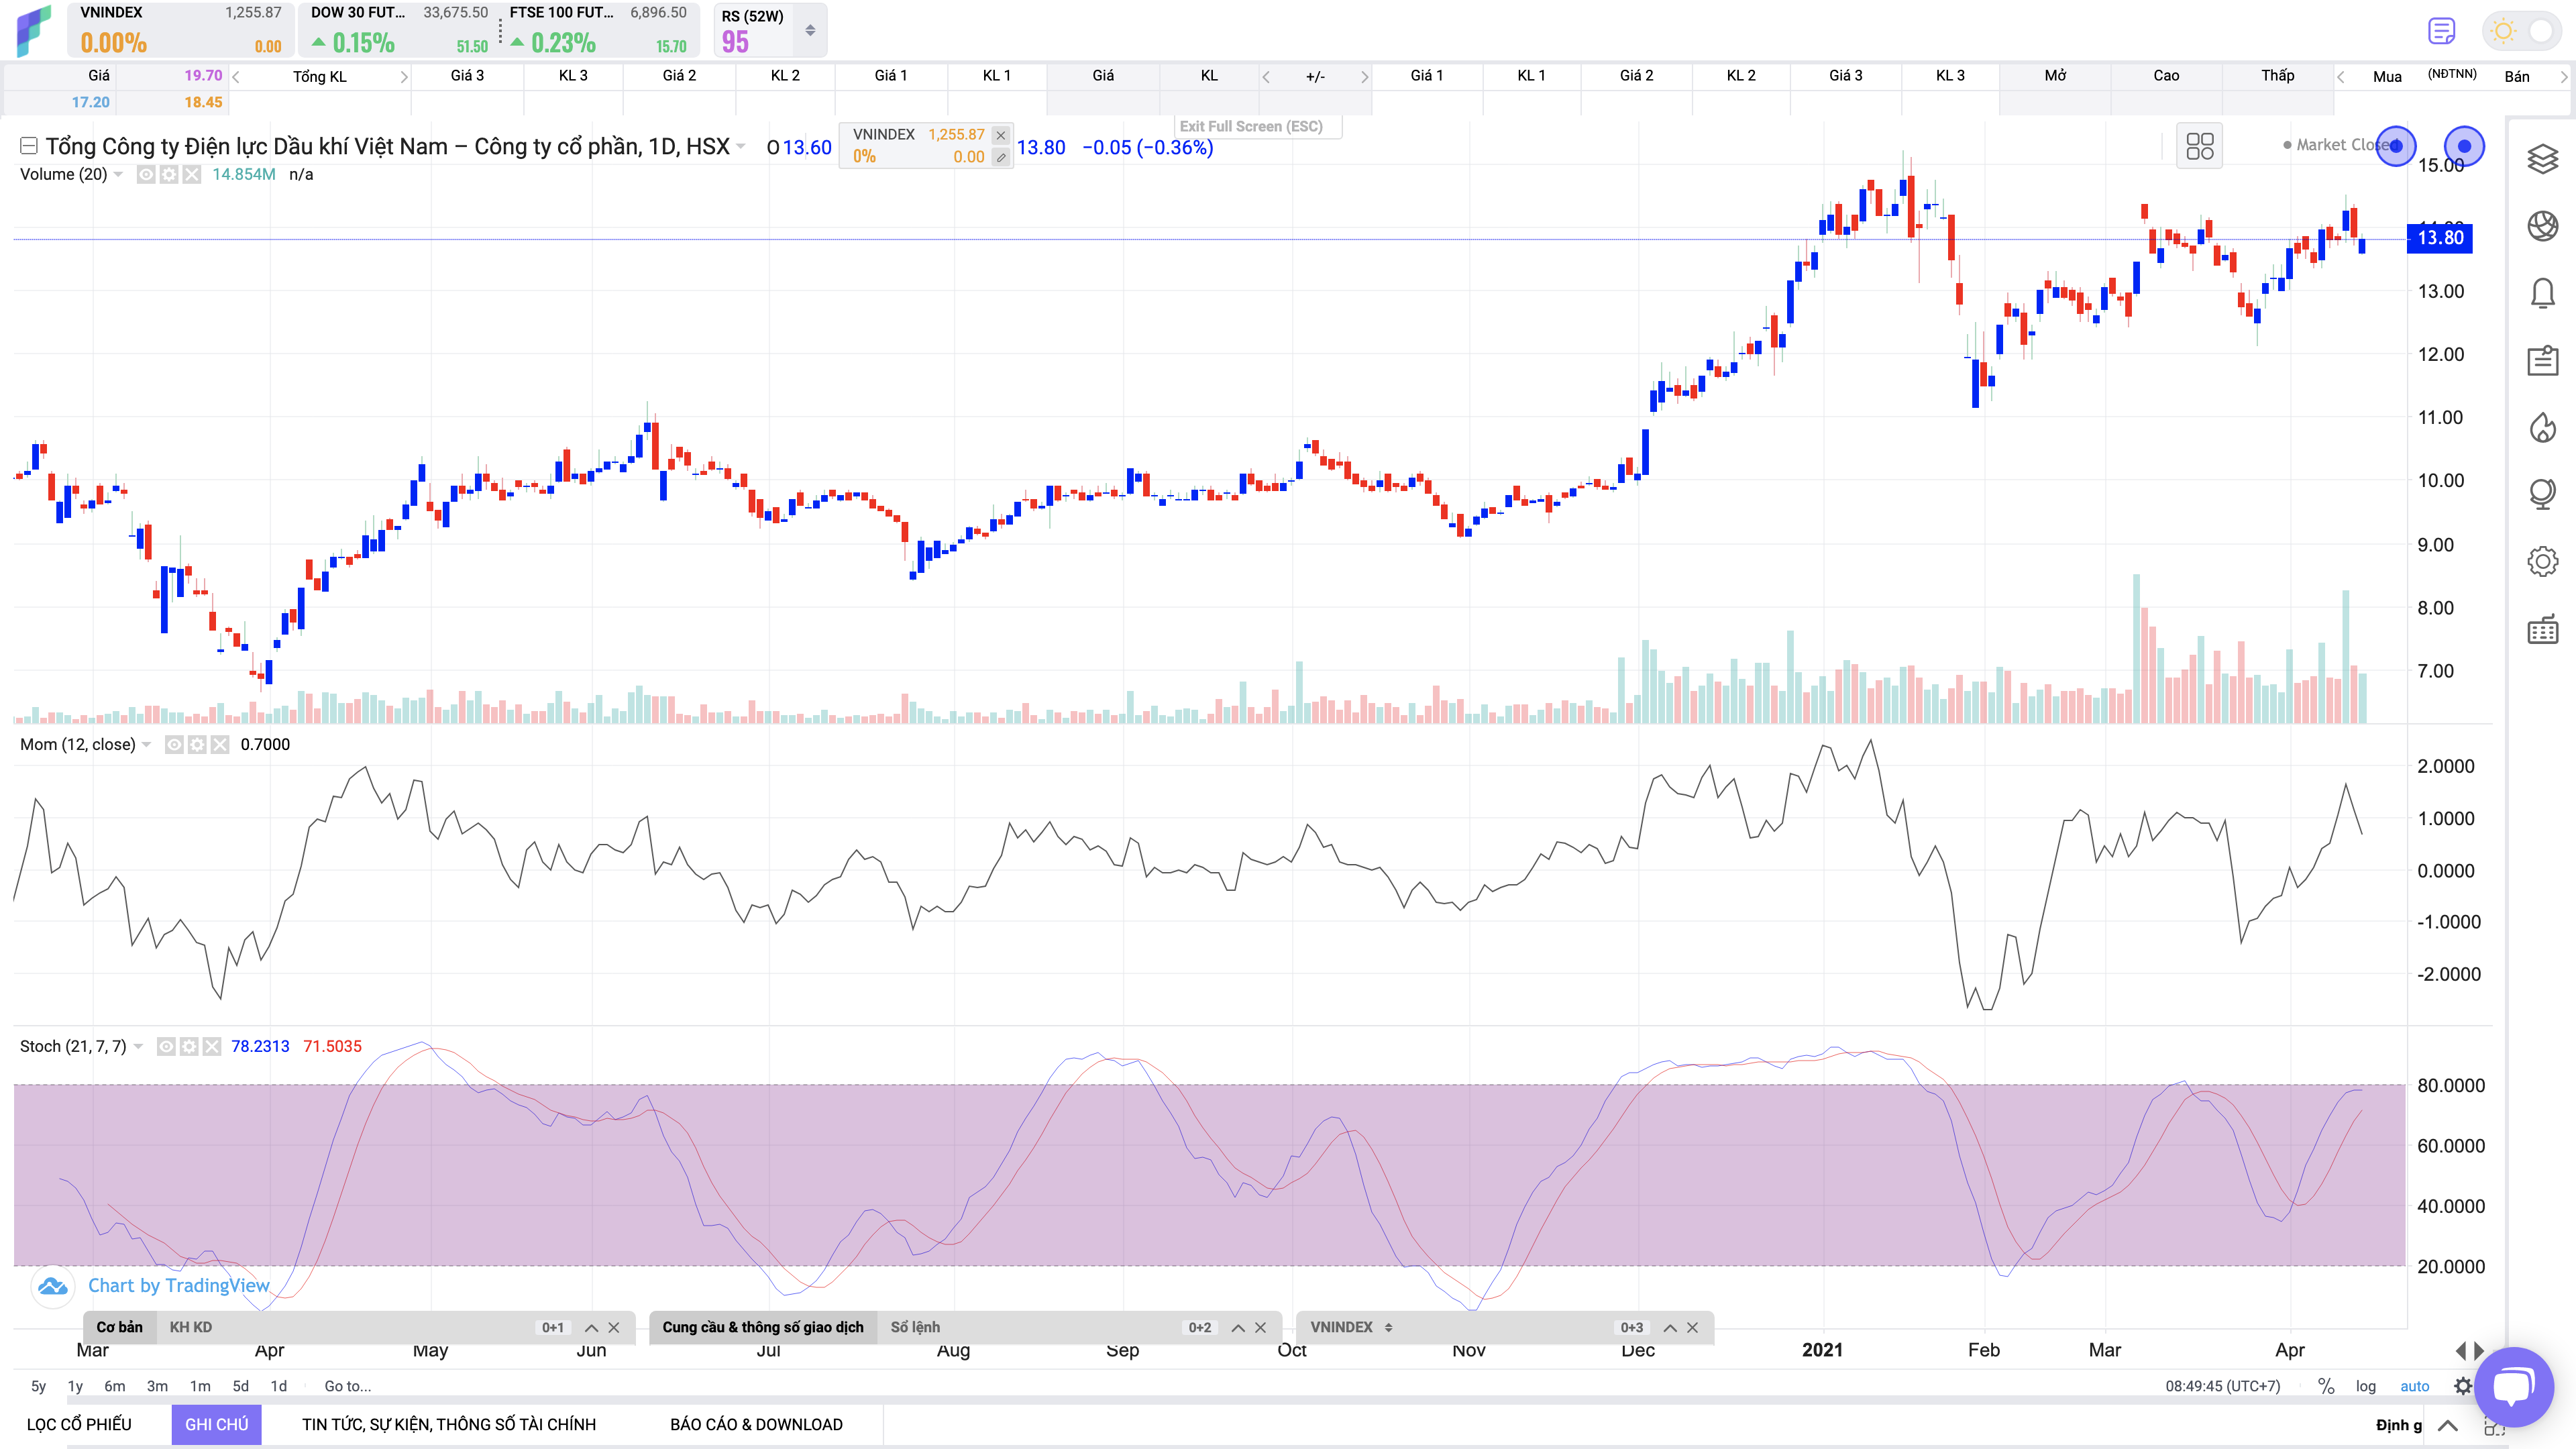 VNINDEX 1,255.87 DOW 30 FUT... 33,675.50 FTSE 100 FUT... 6,896.50 RS (52W)
0.00% 0.00 0.15% 51.50 0.23% 15.70 95
Giá 19.70 Tổng KL Giá 3 KL 3 Giá 2 KL 2 Giá 1 KL 1 Giá KL +/- Giá 1 KL 1 Giá 2 KL 2 Giá 3 KL 3 Mở Cao Thấp Mua (NĐTNN) Bán
17.20 18.45
Exit Full Screen (ESC)
Tổng Công ty Điện lực Dầu khí Việt Nam – Công ty cổ phần, 1D, HSX O 13.60 13.80 −0.05 (−0.36%)
VNINDEX 1,255.87
0% 0.00
Market Close
Volume (20) 14.854M n/a
15.00
13.80
13.00
12.00
11.00
10.00
9.00
8.00
7.00
Mom (12, close) 0.7000
2.0000
1.0000
0.0000
-1.0000
-2.0000
Stoch (21, 7, 7) 78.2313 71.5035
80.0000
60.0000
40.0000
20.0000
Chart by TradingView
Cơ bản KH KD 0+1 Cung cầu & thông số giao dịch Sổ lệnh 0+2 VNINDEX 0+3
Mar Apr May Jun Jul Aug Sep Oct Nov Dec 2021 Feb Mar Apr
5y 1y 6m 3m 1m 5d 1d Go to... 08:49:45 (UTC+7) % log auto
LỌC CỔ PHIẾU GHI CHÚ TIN TỨC, SỰ KIỆN, THÔNG SỐ TÀI CHÍNH BÁO CÁO & DOWNLOAD Định g